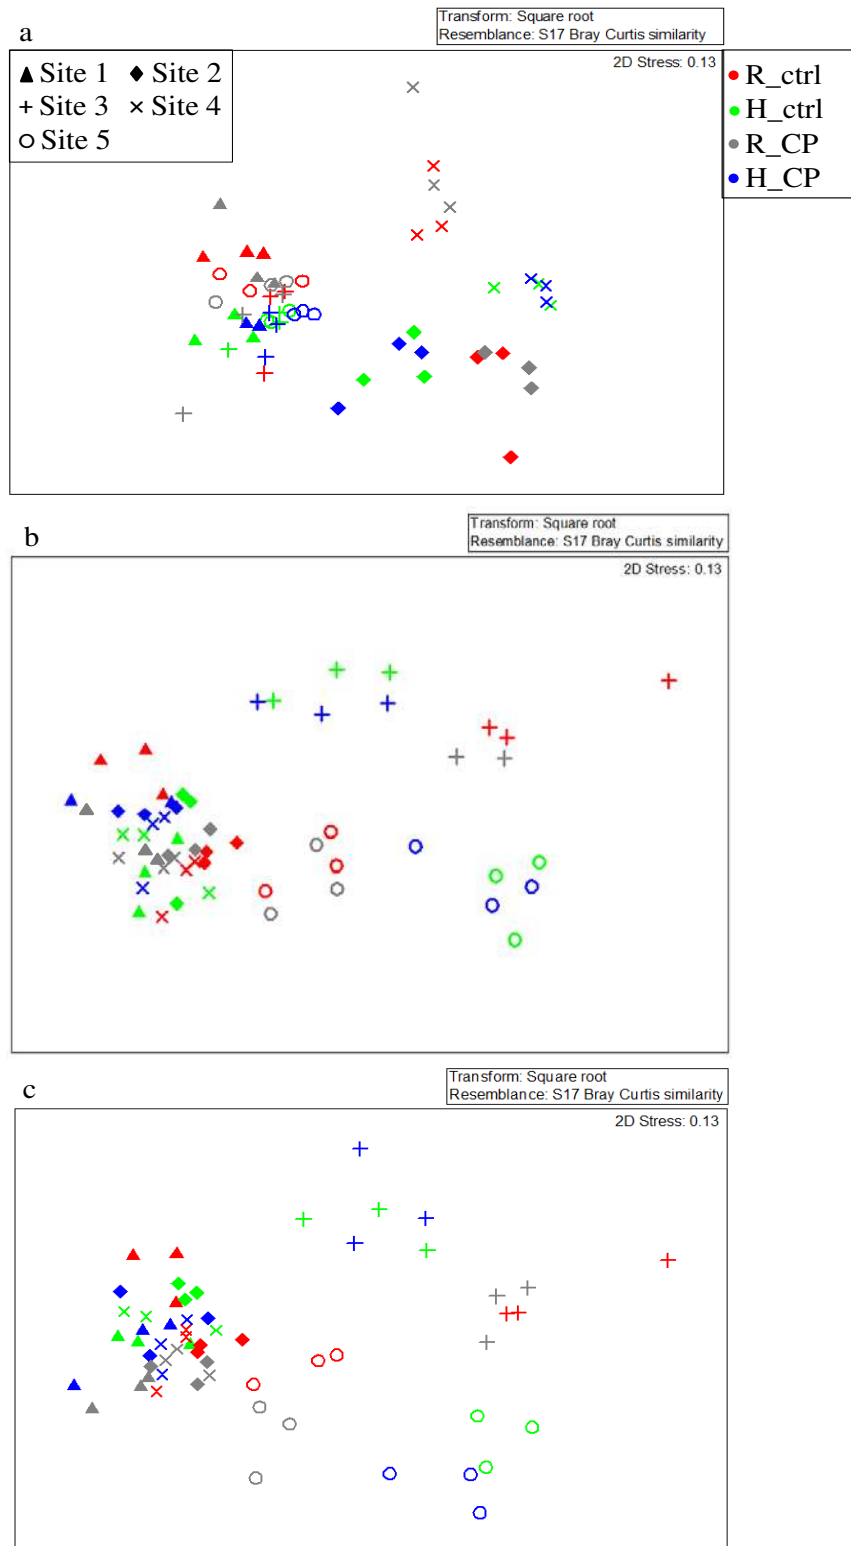 a
Transform: Square root
Resemblance: S17 Bray Curtis similarity
2D Stress: 0.13
Site 1 Site 2
Site 3 Site 4
Site 5
R_ctrl
H_ctrl
R_CP
H_CP
b
Transform: Square root
Resemblance: S17 Bray Curtis similarity
2D Stress: 0.13
c
Transform: Square root
Resemblance: S17 Bray Curtis similarity
2D Stress: 0.13